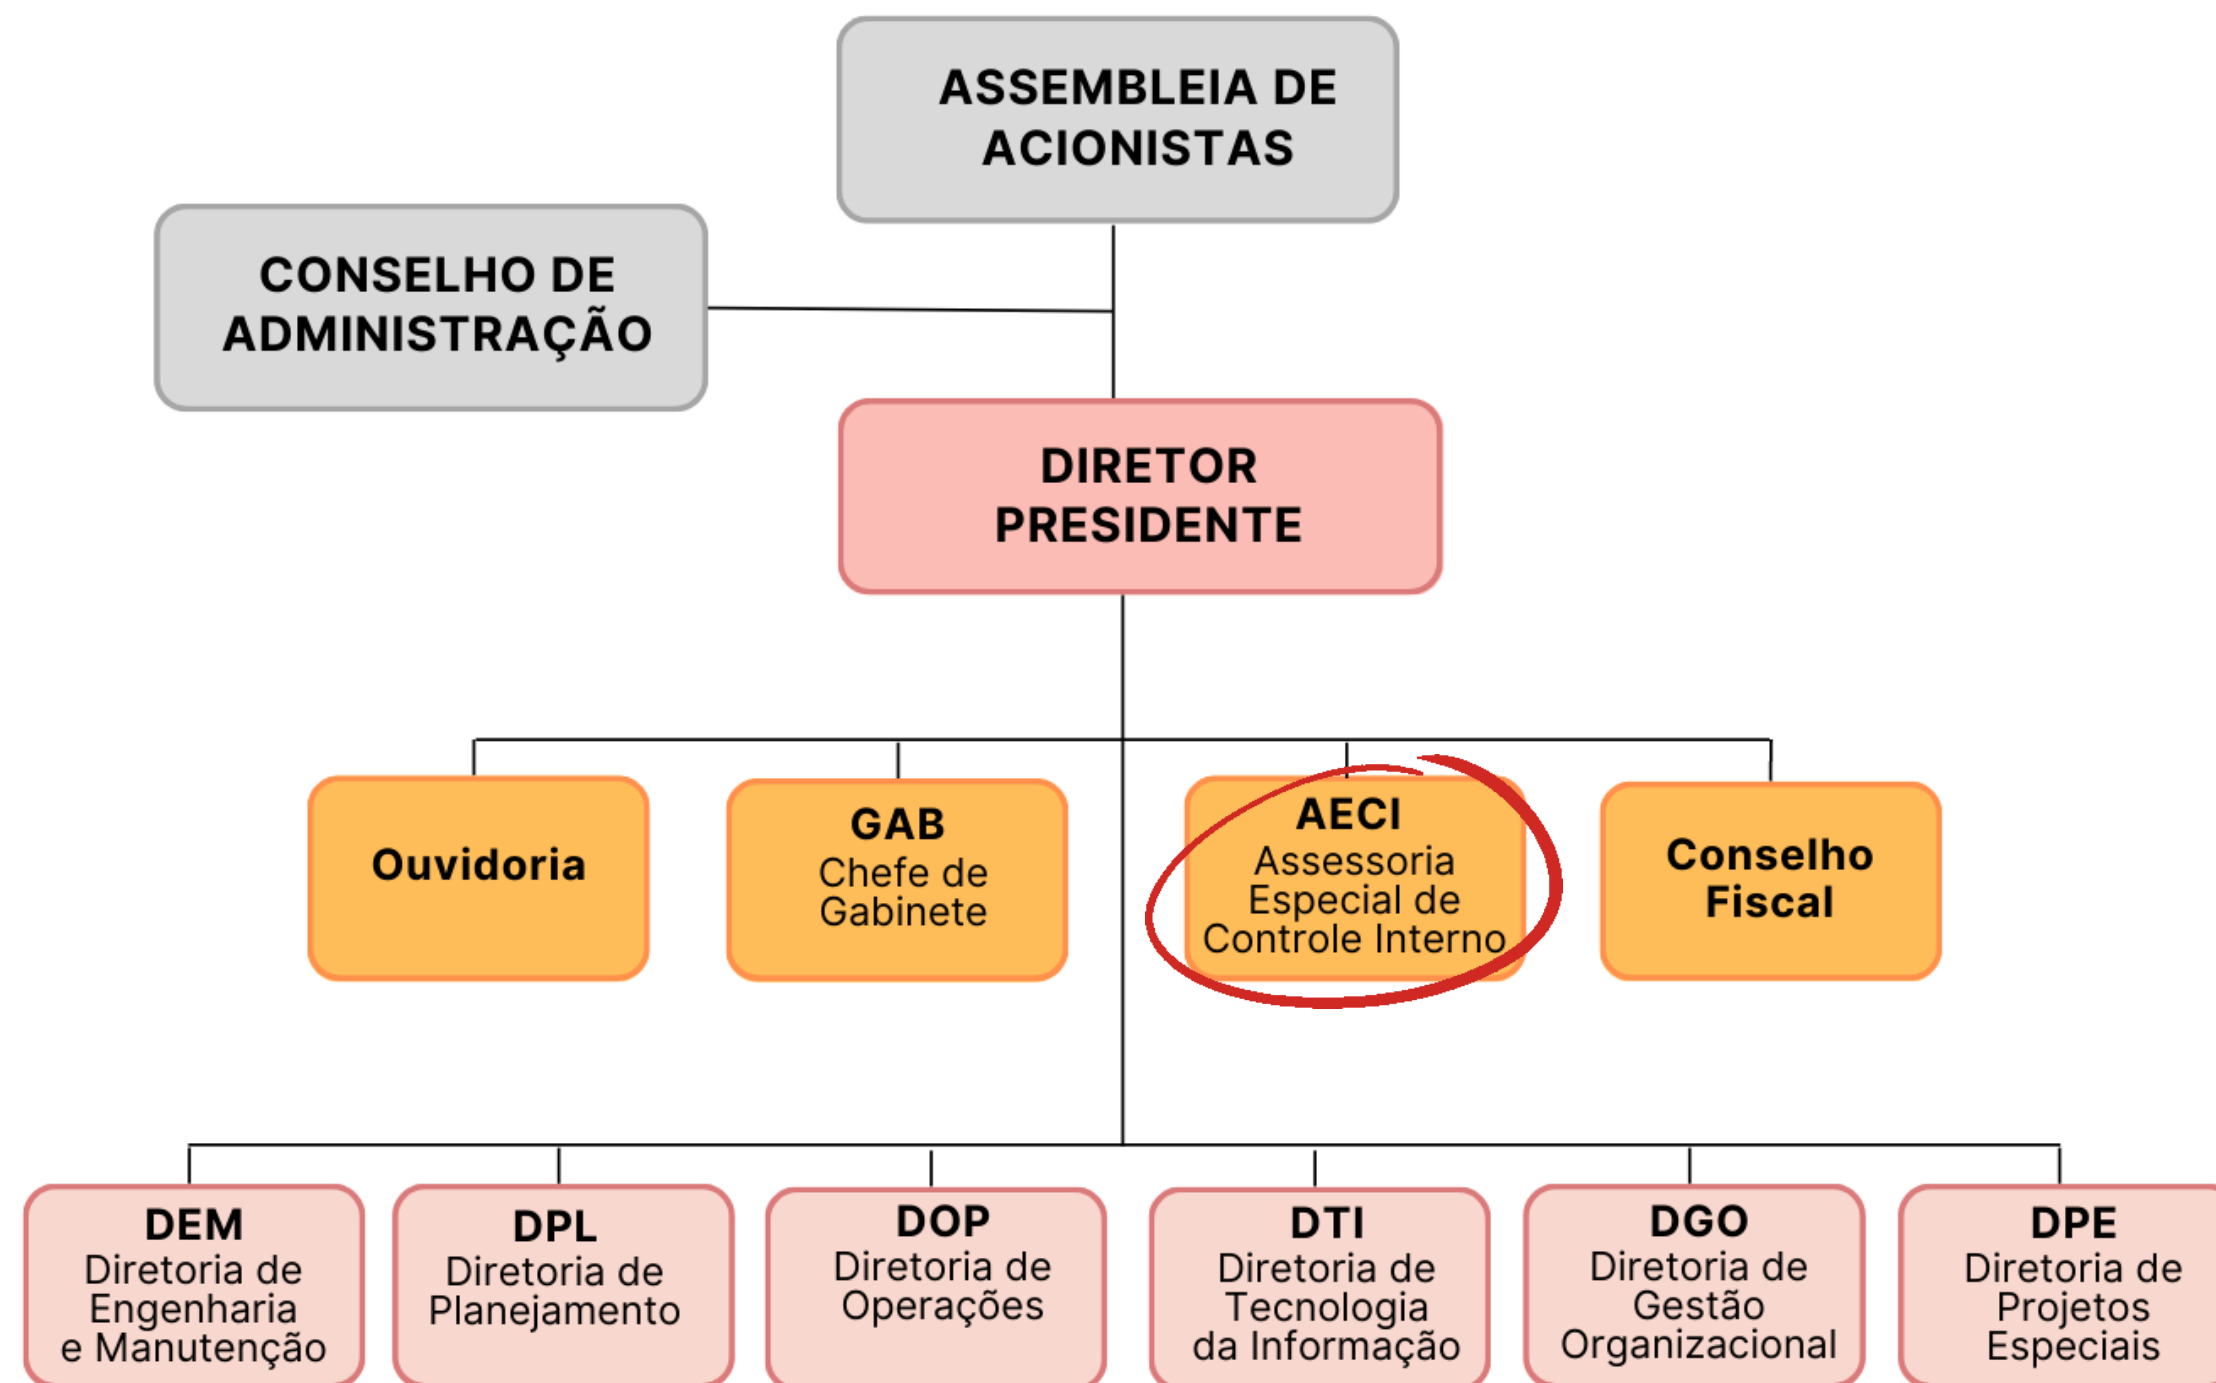 ASSEMBLEIA DE
ACIONISTAS
CONSELHO DE
ADMINISTRAÇÃO
DIRETOR
PRESIDENTE
Ouvidoria
GAB
Chefe de
Gabinete
AECI
Assessoria
Especial de
Controle Interno
Conselho
Fiscal
DEM
Diretoria de
Engenharia
e Manutenção
DPL
Diretoria de
Planejamento
DOP
Diretoria de
Operações
DTI
Diretoria de
Tecnologia
da Informação
DGO
Diretoria de
Gestão
Organizacional
DPE
Diretoria de
Projetos
Especiais